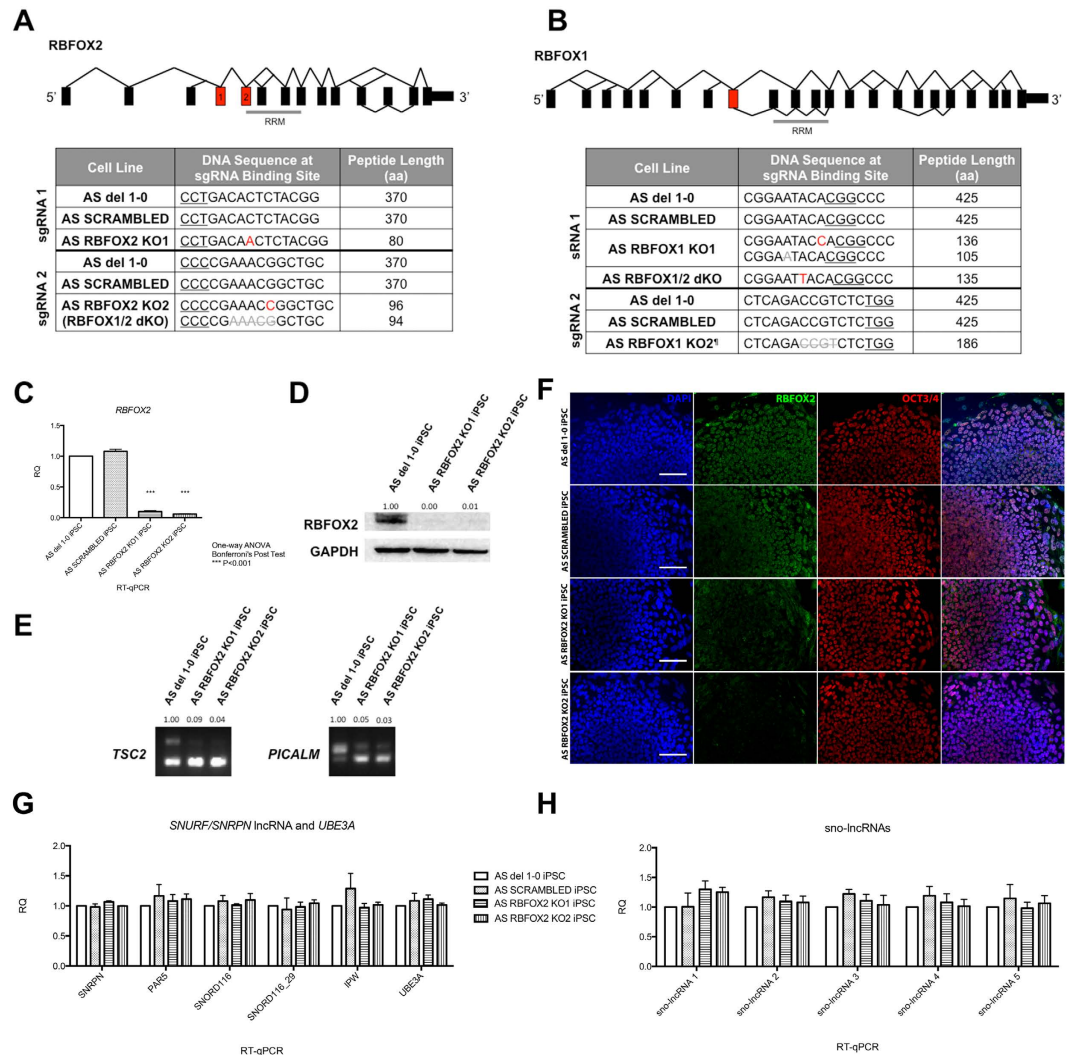 A
RBFOX2
5'
1
2
3'
RRM
Cell Line
DNA Sequence at
sgRNA Binding Site
Peptide Length
(aa)
sgRNA 1
AS del 1-0
CCTGACACTCTACGG
370
AS SCRAMBLED
CCTGACACTCTACGG
370
AS RBFOX2 KO1
CCTGACAACTCTACGG
80
sgRNA 2
AS del 1-0
CCCCGAAACGGCTGC
370
AS SCRAMBLED
CCCCGAAACGGCTGC
370
AS RBFOX2 KO2
(RBFOX1/2 dKO)
CCCCGAAACCGGCTGC
96
CCCCGAAACGGCTGC
94
B
RBFOX1
5'
3'
RRM
Cell Line
DNA Sequence at
sgRNA Binding Site
Peptide Length
(aa)
sRNA 1
AS del 1-0
CGGAATACACGGCCC
425
AS SCRAMBLED
CGGAATACACGGCCC
425
AS RBFOX1 KO1
CGGAATACCACGGCCC
136
CGGAATACACGGCCC
105
AS RBFOX1/2 dKO
CGGAATTACACGGCCC
135
sgRNA 2
AS del 1-0
CTCAGACCGTCTCTGG
425
AS SCRAMBLED
CTCAGACCGTCTCTGG
425
AS RBFOX1 KO2¶
CTCAGACCGTCTCTGG
186
C
RBFOX2
RQ
1.5
1.0
0.5
0.0
***
***
AS del 1-0 iPSC
AS SCRAMBLED iPSC
AS RBFOX2 KO1 iPSC
AS RBFOX2 KO2 iPSC
RT-qPCR
One-way ANOVA
Bonferroni's Post Test
*** P<0.001
D
AS del 1-0 iPSC
AS RBFOX2 KO1 iPSC
AS RBFOX2 KO2 iPSC
1.00
0.00
0.01
RBFOX2
GAPDH
E
AS del 1-0 iPSC
AS RBFOX2 KO1 iPSC
AS RBFOX2 KO2 iPSC
1.00
0.09
0.04
TSC2
AS del 1-0 iPSC
AS RBFOX2 KO1 iPSC
AS RBFOX2 KO2 iPSC
1.00
0.05
0.03
PICALM
F
DAPI
RBFOX2
OCT3/4
AS del 1-0 iPSC
AS SCRAMBLED iPSC
AS RBFOX2 KO1 iPSC
AS RBFOX2 KO2 iPSC
G
SNURF/SNRPN lncRNA and UBE3A
RQ
2.0
1.5
1.0
0.5
0.0
SNRPN
PAR5
SNORD116
SNORD116_29
IPW
UBE3A
RT-qPCR
AS del 1-0 iPSC
AS SCRAMBLED iPSC
AS RBFOX2 KO1 iPSC
AS RBFOX2 KO2 iPSC
H
sno-lncRNAs
RQ
2.0
1.5
1.0
0.5
0.0
sno-lncRNA 1
sno-lncRNA 2
sno-lncRNA 3
sno-lncRNA 4
sno-lncRNA 5
RT-qPCR